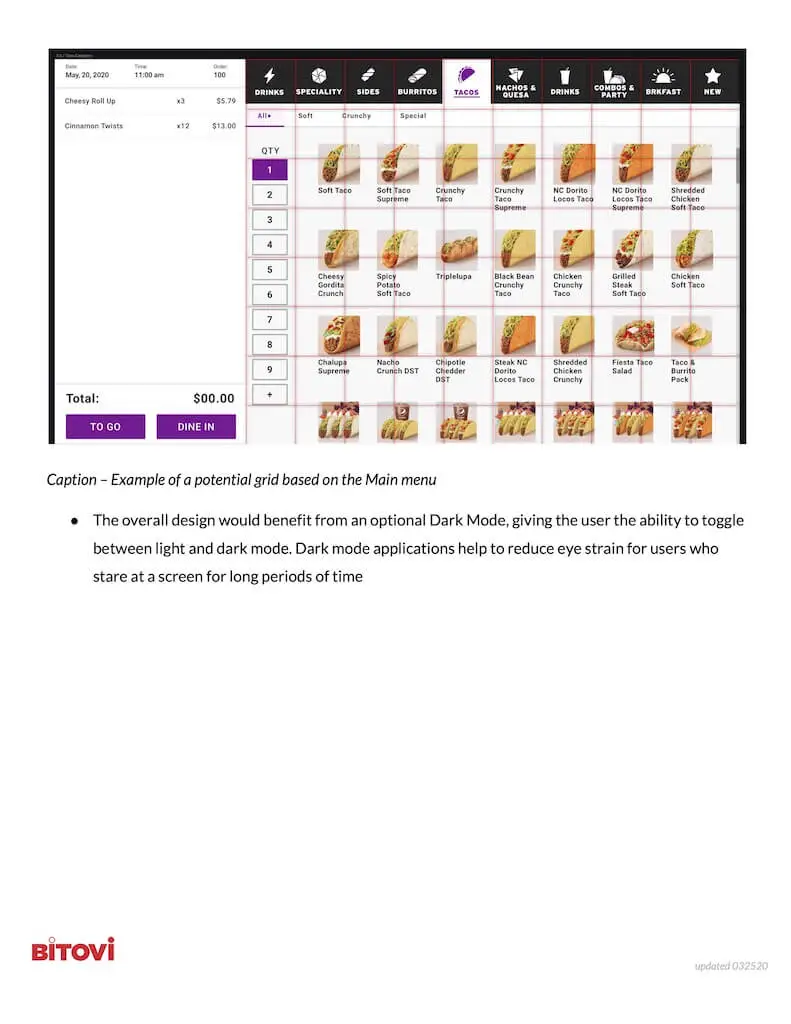 Date
Time
Order
May, 20, 2020
11:00 am
100
Cheesy Roll Up x3 $5.79
Cinnamon Twists x12 $13.00
Total: $00.00
TO GO
DINE IN
DRINKS
SPECIALITY
SIDES
BURRITOS
TACOS
NACHOS &
QUESA
DRINKS
COMBOS &
PARTY
BRKFAST
NEW
All
Soft
Crunchy
Special
QTY
1
2
3
4
5
6
7
8
9
+
Soft Taco
Soft Taco
Supreme
Crunchy
Taco
Crunchy
Taco
Supreme
NC Dorito
Locos Taco
NC Dorito
Locos Taco
Supreme
Shredded
Chicken
Soft Taco
Cheesy
Gordita
Crunch
Spicy
Potato
Soft Taco
Triplelupa
Black Bean
Crunchy
Taco
Chicken
Crunchy
Taco
Grilled
Steak
Soft Taco
Chicken
Soft Taco
Chalupa
Supreme
Nacho
Crunch DST
Chipotle
Chedder
DST
Steak NC
Dorito
Locos Taco
Shredded
Chicken
Crunchy
Fiesta Taco
Salad
Taco &
Burrito
Pack
Caption – Example of a potential grid based on the Main menu
● The overall design would benefit from an optional Dark Mode, giving the user the ability to toggle
between light and dark mode. Dark mode applications help to reduce eye strain for users who
stare at a screen for long periods of time
BITOVI
updated 032520